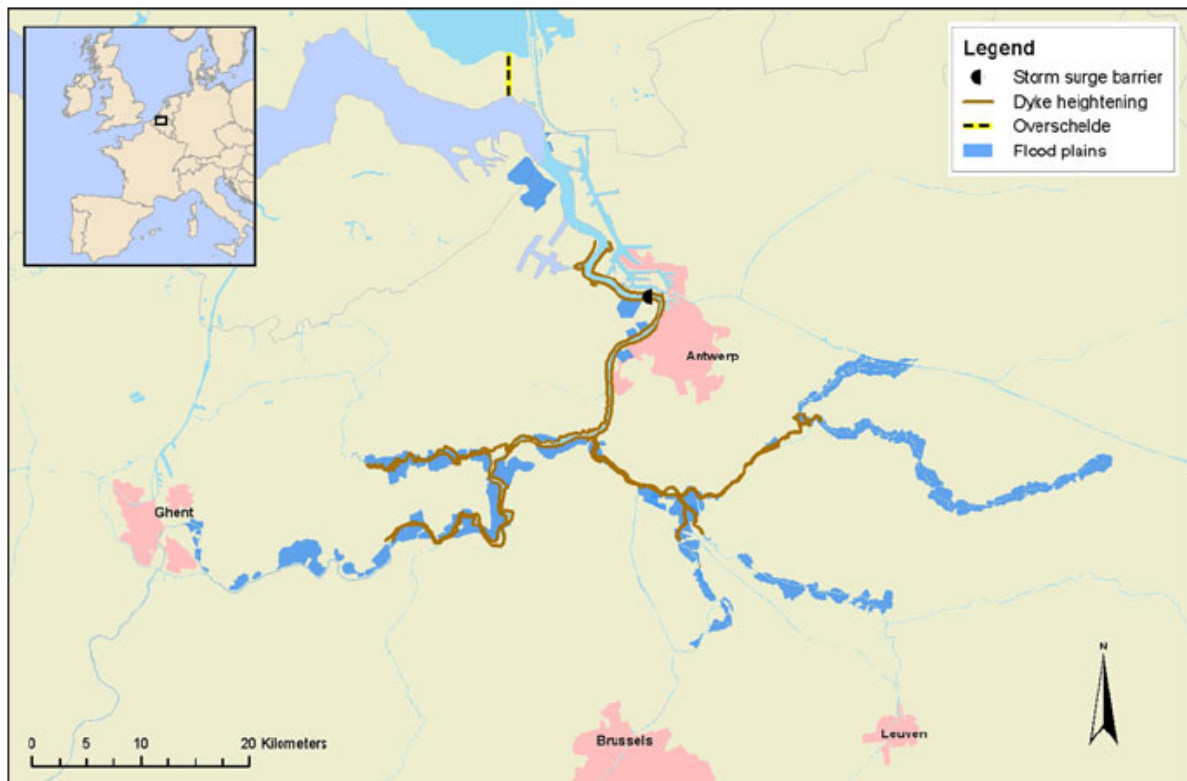 Legend
Storm surge barrier
Dyke heightening
Overschelde
Flood plains
Antwerp
Ghent
N
Brussels
Leuven
0 5 10 20 Kilometers